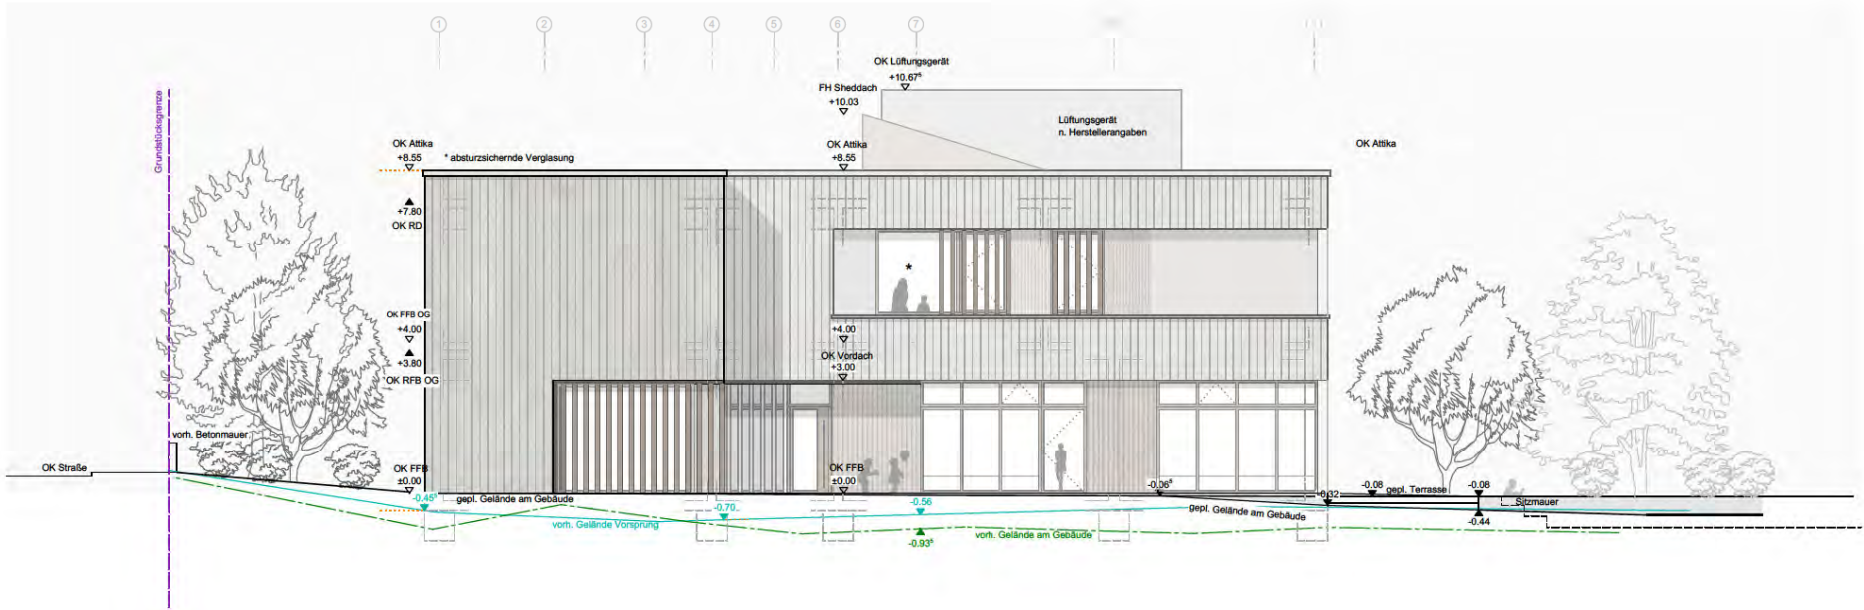 1 2 3 4 5 6 7
OK Lüftungsgerät
+10.67⁵
FH Sheddach
+10.03
Lüftungsgerät
n. Herstellerangaben
Grundstücksgrenze
OK Attika
+8.55
* absturzsichernde Verglasung
OK Attika
+8.55
OK Attika
+7.80
OK RD
*
OK FFB OG
+4.00
+4.00
OK Vordach
+3.00
+3.80
OK RFB OG
vorh. Betonmauer
OK Straße
OK FFB
±0.00
OK FFB
±0.00
-0.45⁵
gepl. Gelände am Gebäude
-0.70
vorh. Gelände Vorsprung
-0.56
-0.93⁵
vorh. Gelände am Gebäude
-0.06⁵
gepl. Gelände am Gebäude
-0.32
-0.08
gepl. Terrasse
-0.08
-0.44
Sitzmauer